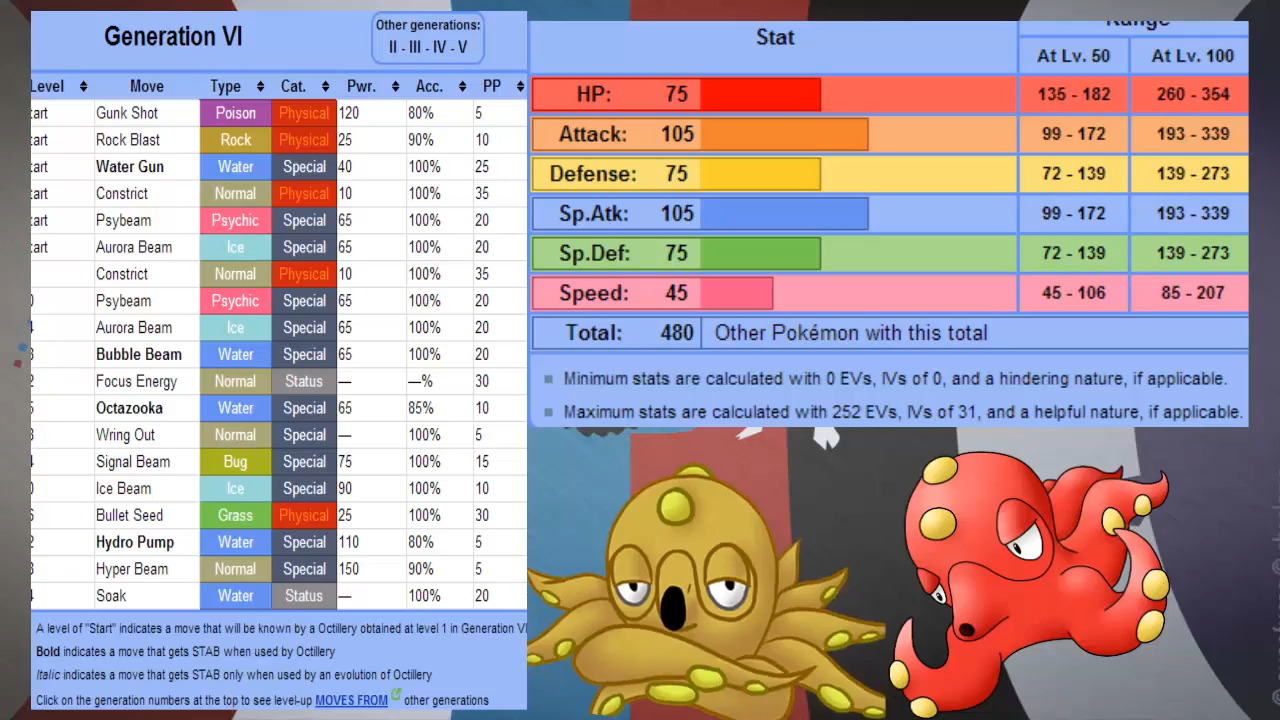 Generation VI
Other generations:
II - III - IV - V
Level Move Type Cat. Pwr. Acc. PP
tart Gunk Shot Poison Physical 120 80% 5
tart Rock Blast Rock Physical 25 90% 10
tart Water Gun Water Special 40 100% 25
tart Constrict Normal Physical 10 100% 35
tart Psybeam Psychic Special 65 100% 20
tart Aurora Beam Ice Special 65 100% 20
Constrict Normal Physical 10 100% 35
Psybeam Psychic Special 65 100% 20
Aurora Beam Ice Special 65 100% 20
Bubble Beam Water Special 65 100% 20
Focus Energy Normal Status — —% 30
Octazooka Water Special 65 85% 10
Wring Out Normal Special — 100% 5
Signal Beam Bug Special 75 100% 15
Ice Beam Ice Special 90 100% 10
Bullet Seed Grass Physical 25 100% 30
Hydro Pump Water Special 110 80% 5
Hyper Beam Normal Special 150 90% 5
Soak Water Status — 100% 20
A level of "Start" indicates a move that will be known by a Octillery obtained at level 1 in Generation VI
Bold indicates a move that gets STAB when used by Octillery
Italic indicates a move that gets STAB only when used by an evolution of Octillery
Click on the generation numbers at the top to see level-up MOVES FROM other generations
Stat Range
At Lv. 50 At Lv. 100
HP: 75 135 - 182 260 - 354
Attack: 105 99 - 172 193 - 339
Defense: 75 72 - 139 139 - 273
Sp.Atk: 105 99 - 172 193 - 339
Sp.Def: 75 72 - 139 139 - 273
Speed: 45 45 - 106 85 - 207
Total: 480 Other Pokémon with this total
Minimum stats are calculated with 0 EVs, IVs of 0, and a hindering nature, if applicable.
Maximum stats are calculated with 252 EVs, IVs of 31, and a helpful nature, if applicable.